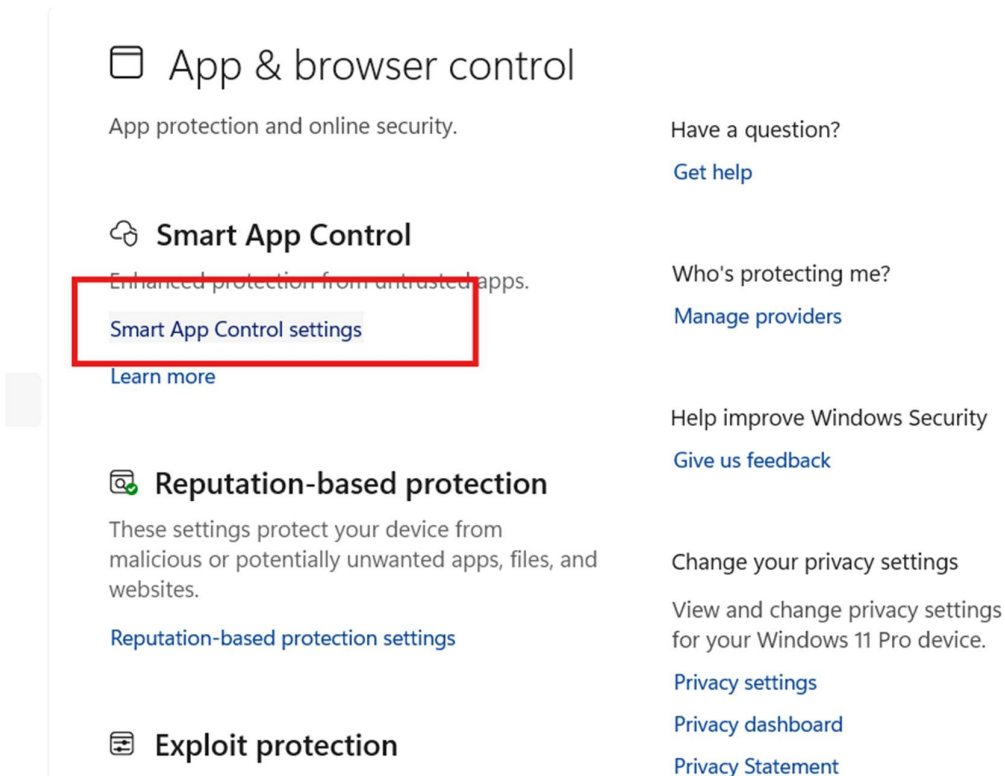 App & browser control
App protection and online security.
Smart App Control
Enhanced protection from untrusted apps.
Smart App Control settings
Learn more
Reputation-based protection
These settings protect your device from
malicious or potentially unwanted apps, files, and
websites.
Reputation-based protection settings
Exploit protection
Have a question?
Get help
Who's protecting me?
Manage providers
Help improve Windows Security
Give us feedback
Change your privacy settings
View and change privacy settings
for your Windows 11 Pro device.
Privacy settings
Privacy dashboard
Privacy Statement